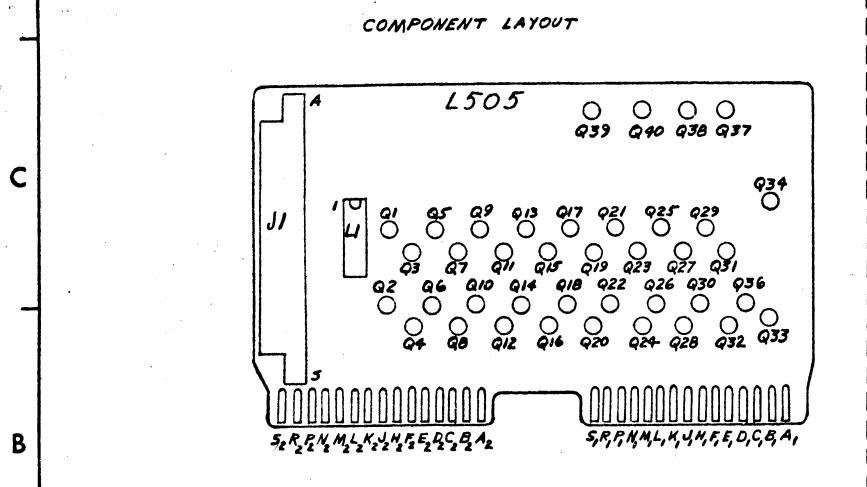 COMPONENT LAYOUT
A
L505
Q39 Q40 Q38 Q37
C
Q34
1
Q1 Q5 Q9 Q13 Q17 Q21 Q25 Q29
J1
L1
Q3 Q7 Q11 Q15 Q19 Q23 Q27 Q31
Q2 Q6 Q10 Q14 Q18 Q22 Q26 Q30 Q36
Q4 Q8 Q12 Q16 Q20 Q24 Q28 Q32 Q33
S
S2 R2 P2 N2 M2 L2 K2 J2 H2 F2 E2 D2 C2 B2 A2 S1 R1 P1 N1 M1 L1 K1 J1 H1 F1 E1 D1 C1 B1 A1
B